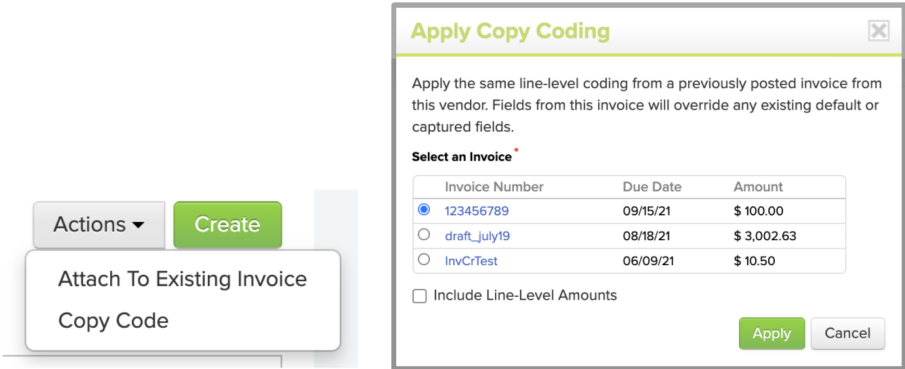 Actions
Create
Attach To Existing Invoice
Copy Code
Apply Copy Coding
Apply the same line-level coding from a previously posted invoice from
this vendor. Fields from this invoice will override any existing default or
captured fields.
Select an Invoice *
Invoice Number Due Date Amount
123456789 09/15/21 $ 100.00
draft_july19 08/18/21 $ 3,002.63
InvCrTest 06/09/21 $ 10.50
Include Line-Level Amounts
Apply Cancel